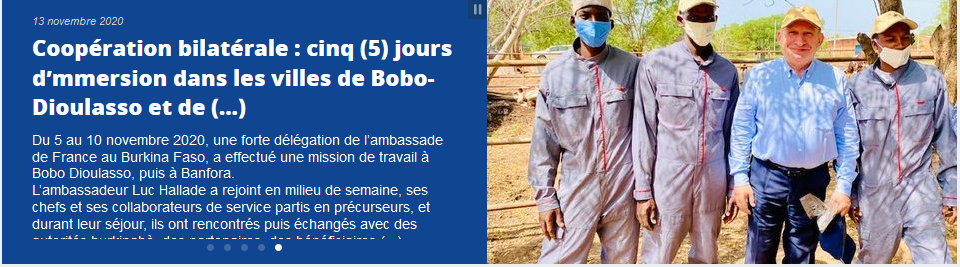 13 novembre 2020
Coopération bilatérale : cinq (5) jours
d’mmersion dans les villes de Bobo-
Dioulasso et de (...)
Du 5 au 10 novembre 2020, une forte délégation de l’ambassade
de France au Burkina Faso, a effectué une mission de travail à
Bobo Dioulasso, puis à Banfora.
L’ambassadeur Luc Hallade a rejoint en milieu de semaine, ses
chefs et ses collaborateurs de service partis en précurseurs, et
durant leur séjour, ils ont rencontrés puis échangés avec des